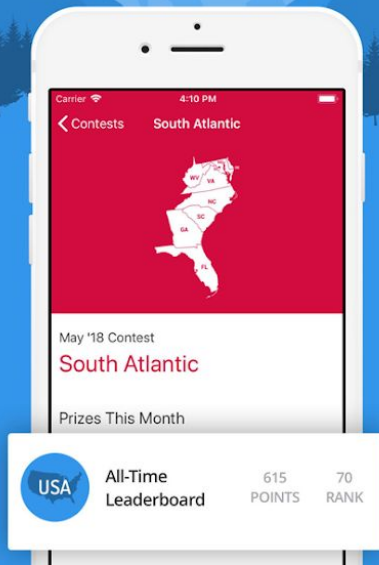 Carrier 4:10 PM
Contests South Atlantic
WV
VA
NC
SC
GA
FL
May '18 Contest
South Atlantic
Prizes This Month
USA
All-Time
Leaderboard
615
POINTS
70
RANK